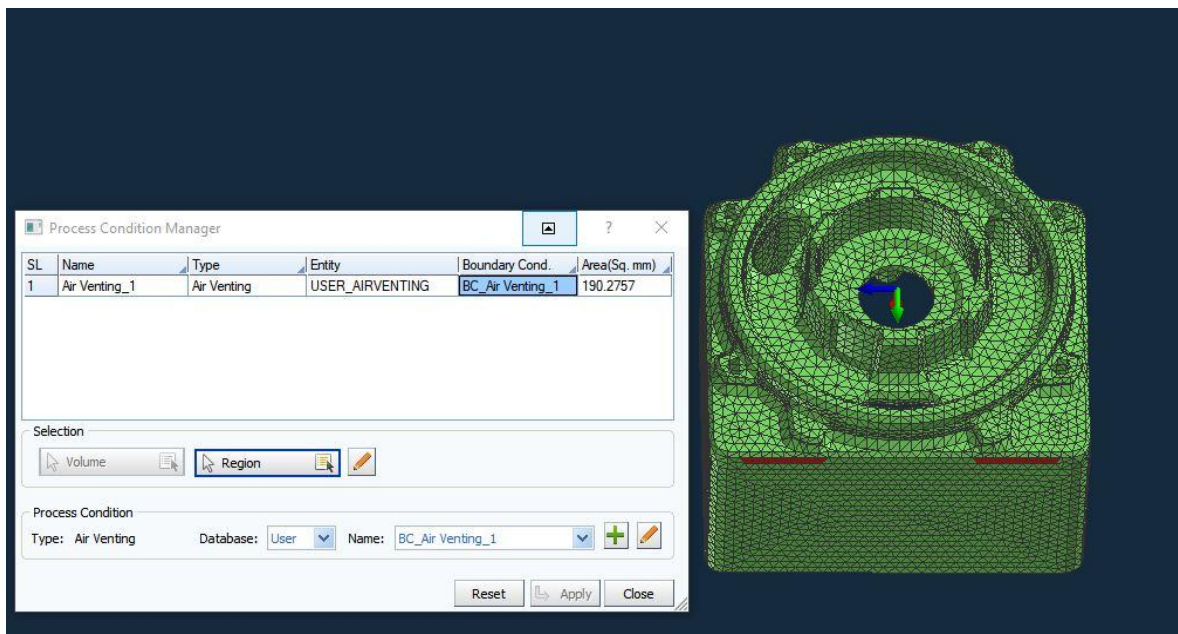 Process Condition Manager ?
SL Name Type Entity Boundary Cond. Area(Sq. mm)
1 Air Venting_1 Air Venting USER_AIRVENTING BC_Air Venting_1 190.2757
Selection
Volume Region
Process Condition
Type: Air Venting Database: User Name: BC_Air Venting_1
Reset Apply Close